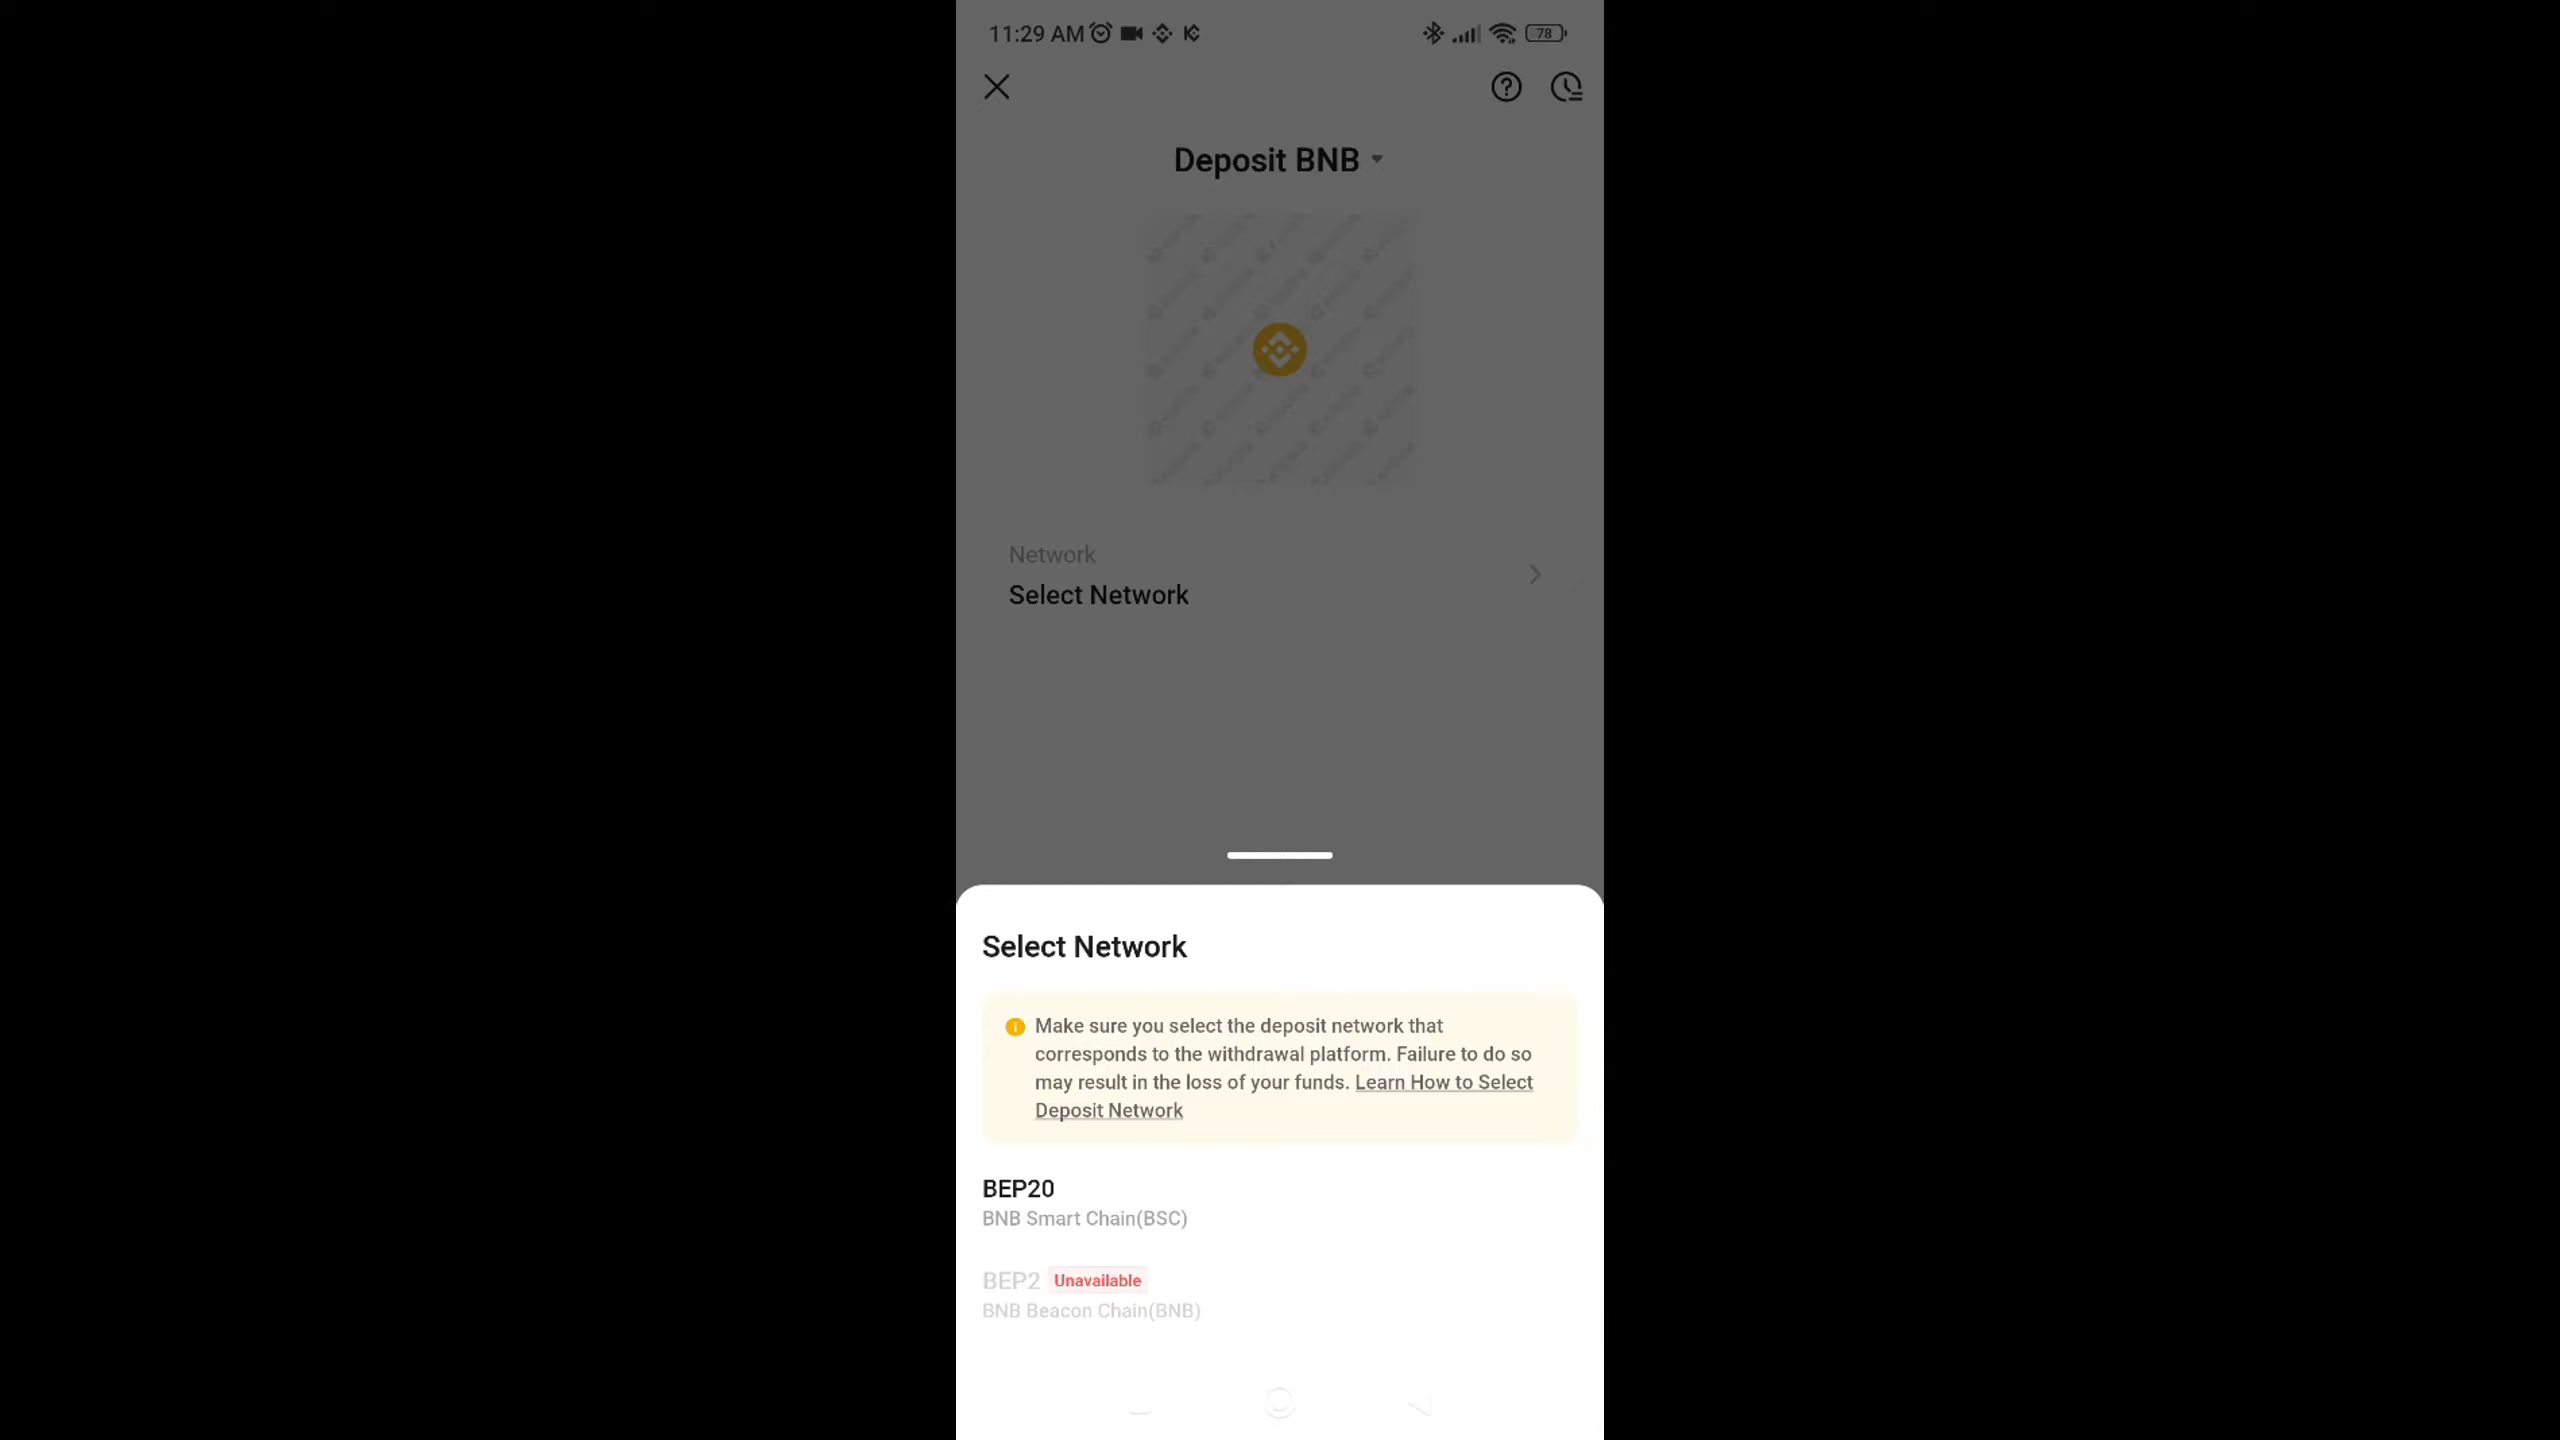 11:29 AM
78
Deposit BNB
Network
Select Network
Select Network
Make sure you select the deposit network that
corresponds to the withdrawal platform. Failure to do so
may result in the loss of your funds. Learn How to Select
Deposit Network
BEP20
BNB Smart Chain(BSC)
BEP2 Unavailable
BNB Beacon Chain(BNB)